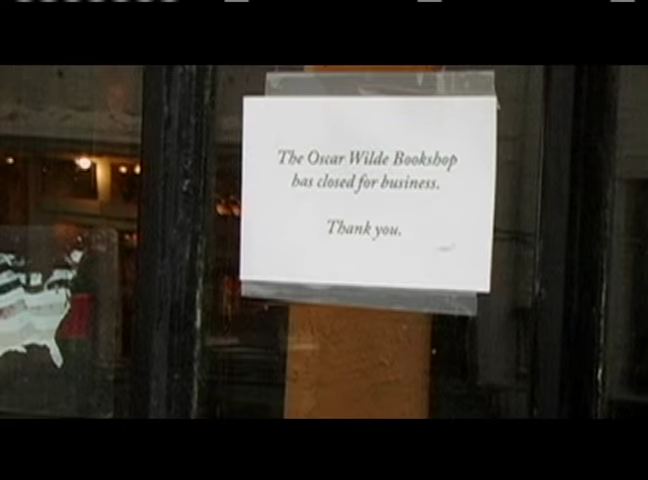 The Oscar Wilde Bookshop
has closed for business.
Thank you.